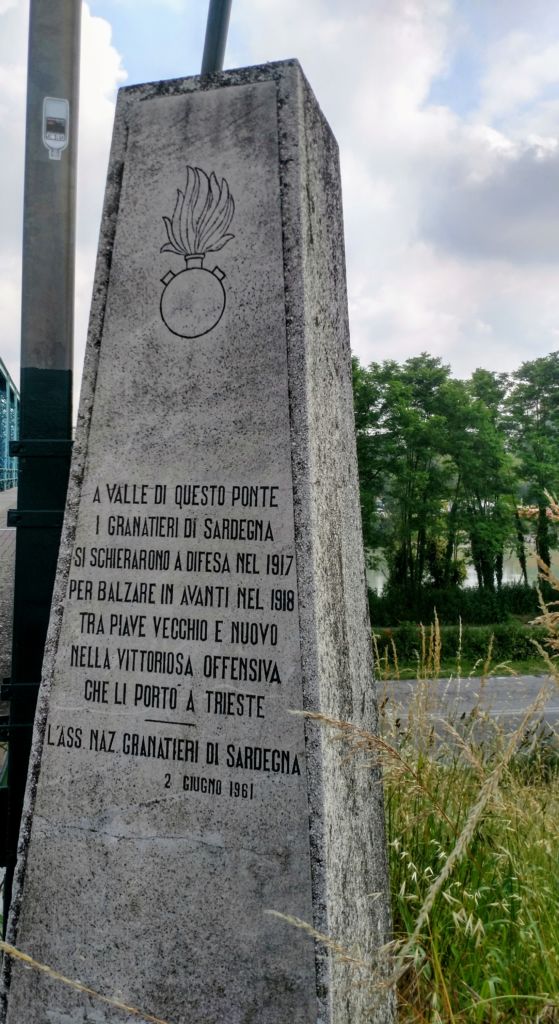 A VALLE DI QUESTO PONTE
I GRANATIERI DI SARDEGNA
SI SCHIERARONO A DIFESA NEL 1917
PER BALZARE IN AVANTI NEL 1918
TRA PIAVE VECCHIO E NUOVO
NELLA VITTORIOSA OFFENSIVA
CHE LI PORTO' A TRIESTE
L'ASS. NAZ. GRANATIERI DI SARDEGNA
2 GIUGNO 1961